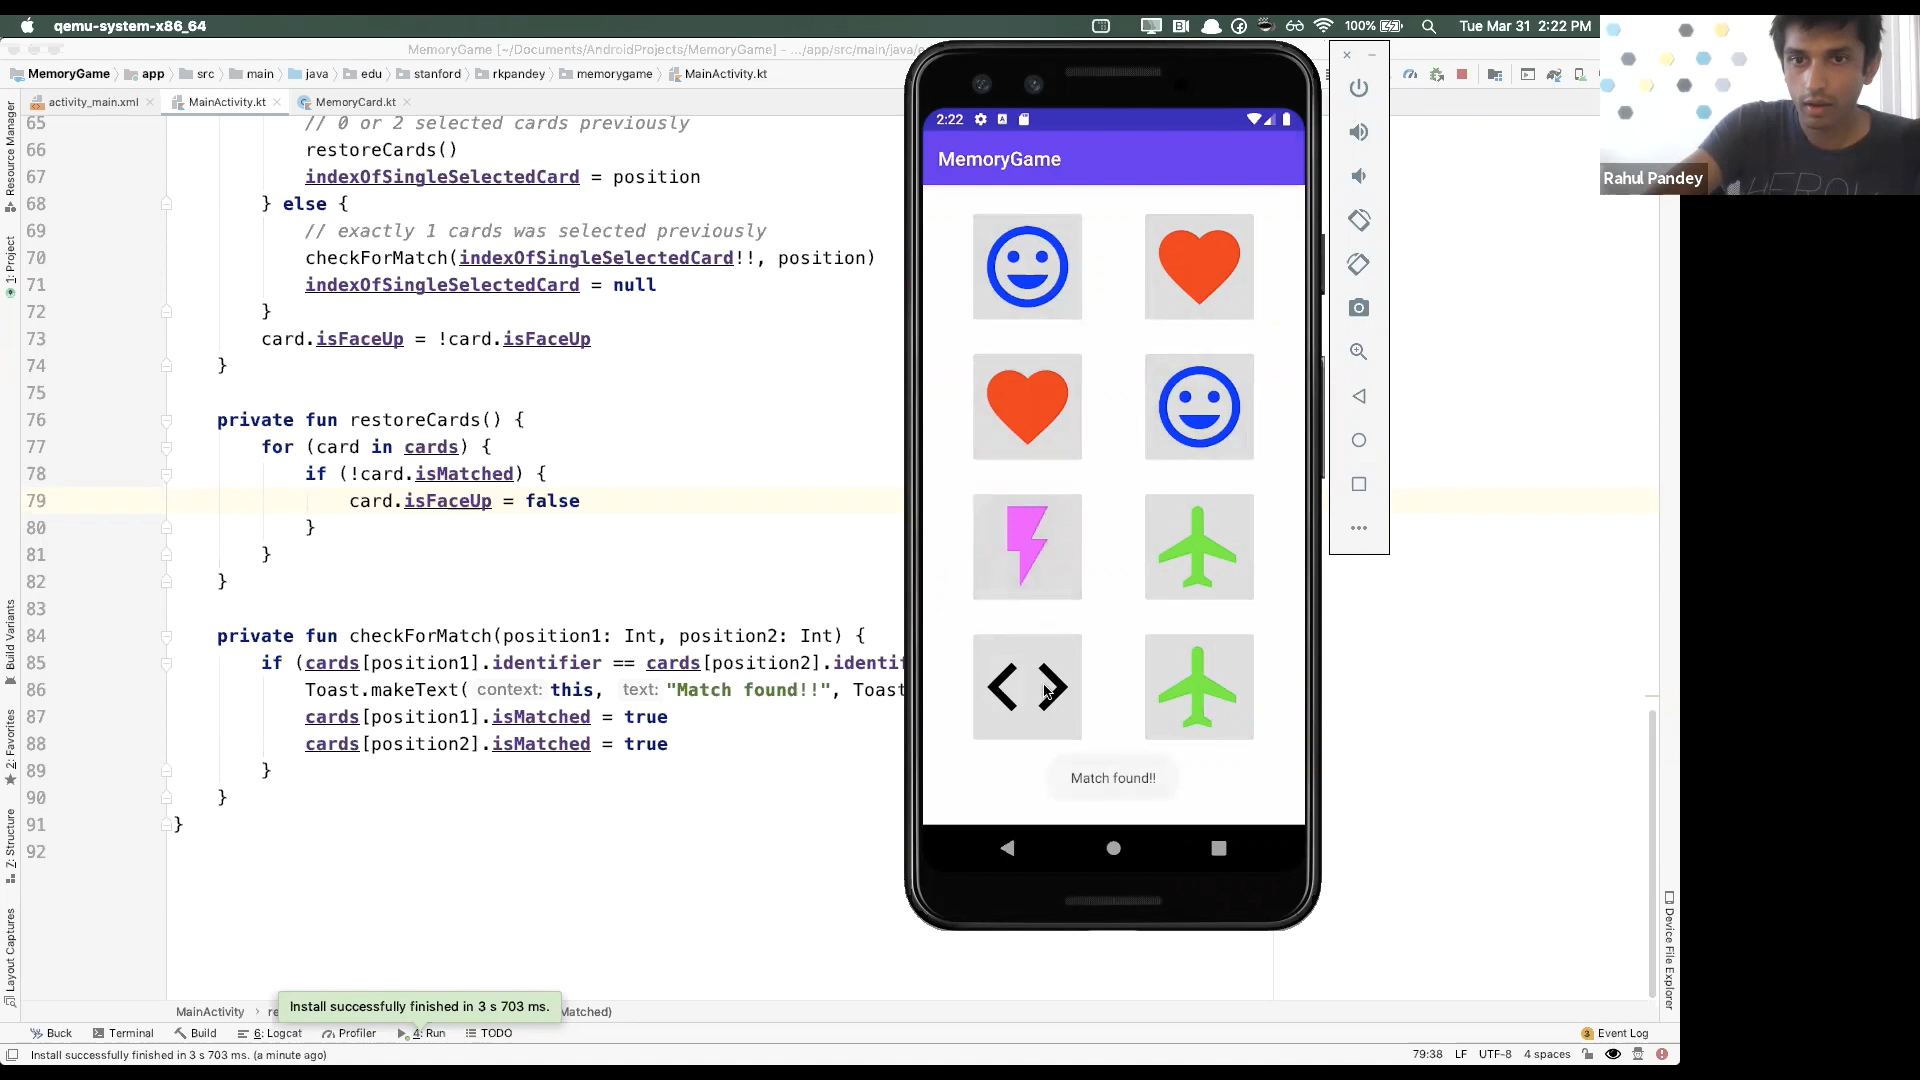 qemu-system-x86_64
100%
Tue Mar 31 2:22 PM
MemoryGame [~/Documents/AndroidProjects/MemoryGame] - .../app/src/main/java/e
MemoryGame app src main java edu stanford rkpandey memorygame MainActivity.kt
activity_main.xml MainActivity.kt MemoryCard.kt
65 // 0 or 2 selected cards previously
66 restoreCards()
67 indexOfSingleSelectedCard = position
68 } else {
69 // exactly 1 cards was selected previously
70 checkForMatch(indexOfSingleSelectedCard!!, position)
71 indexOfSingleSelectedCard = null
72 }
73 card.isFaceUp = !card.isFaceUp
74 }
75
76 private fun restoreCards() {
77 for (card in cards) {
78 if (!card.isMatched) {
79 card.isFaceUp = false
80 }
81 }
82 }
83
84 private fun checkForMatch(position1: Int, position2: Int) {
85 if (cards[position1].identifier == cards[position2].identif
86 Toast.makeText( context: this, text: "Match found!!", Toast
87 cards[position1].isMatched = true
88 cards[position2].isMatched = true
89 }
90 }
91 }
92
Resource Manager
1: Project
Build Variants
2: Favorites
Z: Structure
Layout Captures
2:22
MemoryGame
Match found!!
Rahul Pandey
Device File Explorer
MainActivity re Matched)
Install successfully finished in 3 s 703 ms.
Buck Terminal Build 6: Logcat Profiler 4: Run TODO
3 Event Log
Install successfully finished in 3 s 703 ms. (a minute ago)
79:38 LF UTF-8 4 spaces